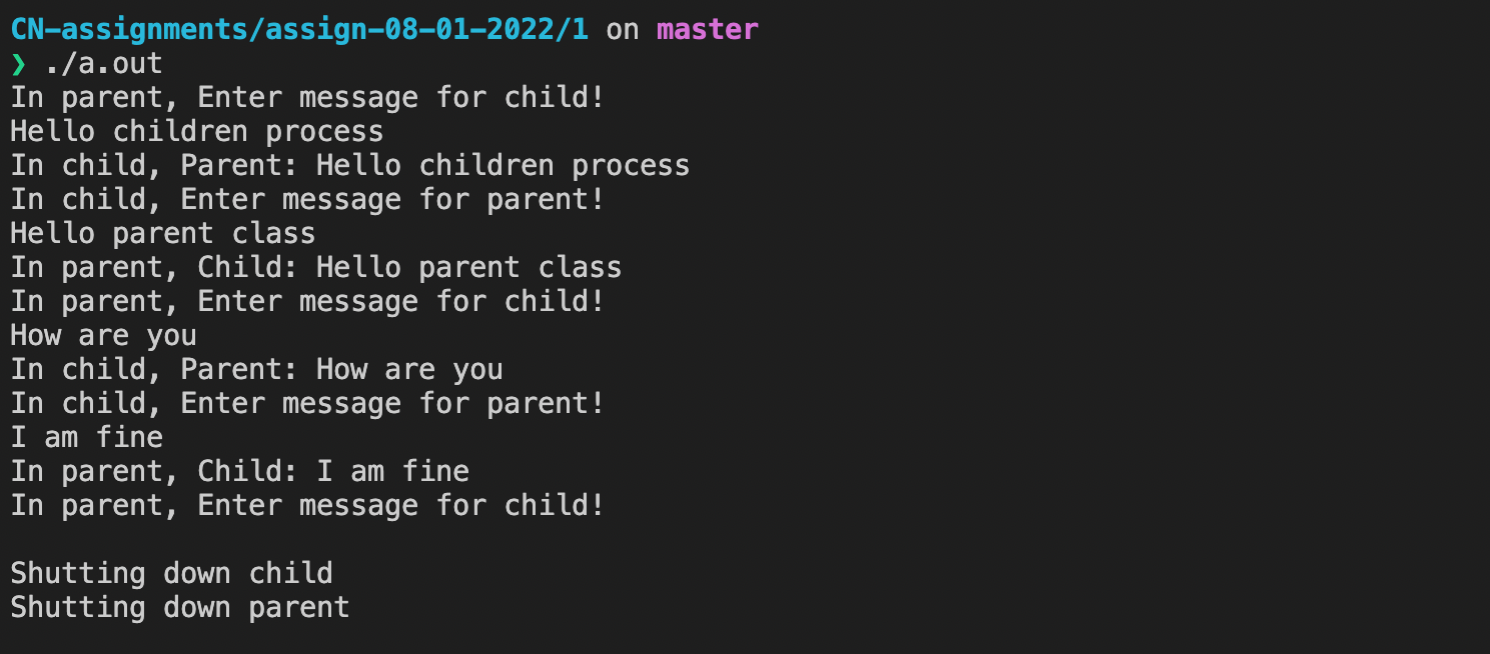 CN-assignments/assign-08-01-2022/1 on master
❯ ./a.out
In parent, Enter message for child!
Hello children process
In child, Parent: Hello children process
In child, Enter message for parent!
Hello parent class
In parent, Child: Hello parent class
In parent, Enter message for child!
How are you
In child, Parent: How are you
In child, Enter message for parent!
I am fine
In parent, Child: I am fine
In parent, Enter message for child!
Shutting down child
Shutting down parent